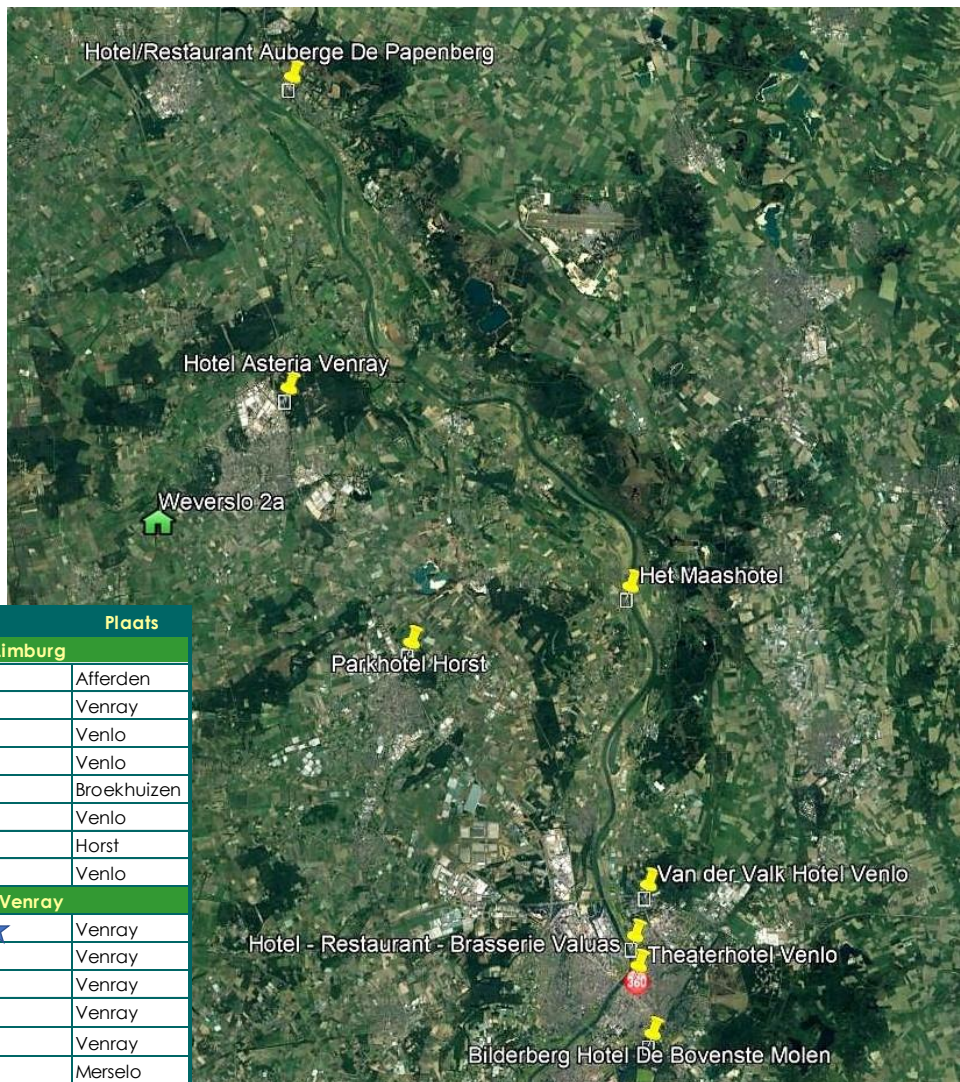 Hotel/Restaurant Auberge De Papenberg
Hotel Asteria Venray
Weverslo 2a
Het Maashotel
Parkhotel Horst
Van der Valk Hotel Venlo
Hotel - Restaurant - Brasserie Valuas
Theaterhotel Venlo
360
Bilderberg Hotel De Bovenste Molen
Plaats
Limburg
Afferden
Venray
Venlo
Venlo
Broekhuizen
Venlo
Horst
Venlo
Venray
Venray
Venray
Venray
Venray
Venray
Merselo